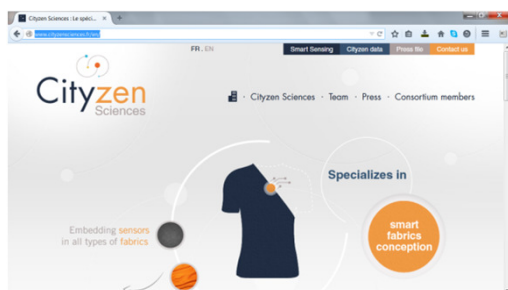 Cityzen Sciences : Le spéci...
www.cityzensciences.fr/en/
FR . EN
Smart Sensing
Cityzen data
Press file
Contact us
Cityzen
Sciences
· Cityzen Sciences · Team · Press · Consortium members
Specializes in
Embedding sensors
in all types of fabrics
smart
fabrics
conception